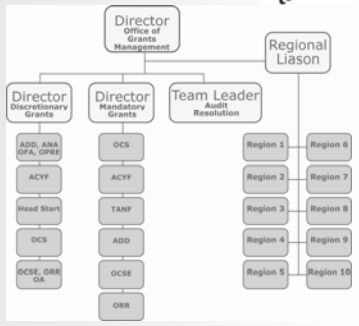 Director
Office of
Grants
Management
Regional
Liason
Director
Discretionary
Grants
Director
Mandatory
Grants
Team Leader
Audit
Resolution
ADD, ANA
OFA, OPRE
ACYF
Head Start
OCS
OCSE, ORR
OA
OCS
ACYF
TANF
ADD
OCSE
ORR
Region 1
Region 6
Region 2
Region 7
Region 3
Region 8
Region 4
Region 9
Region 5
Region 10